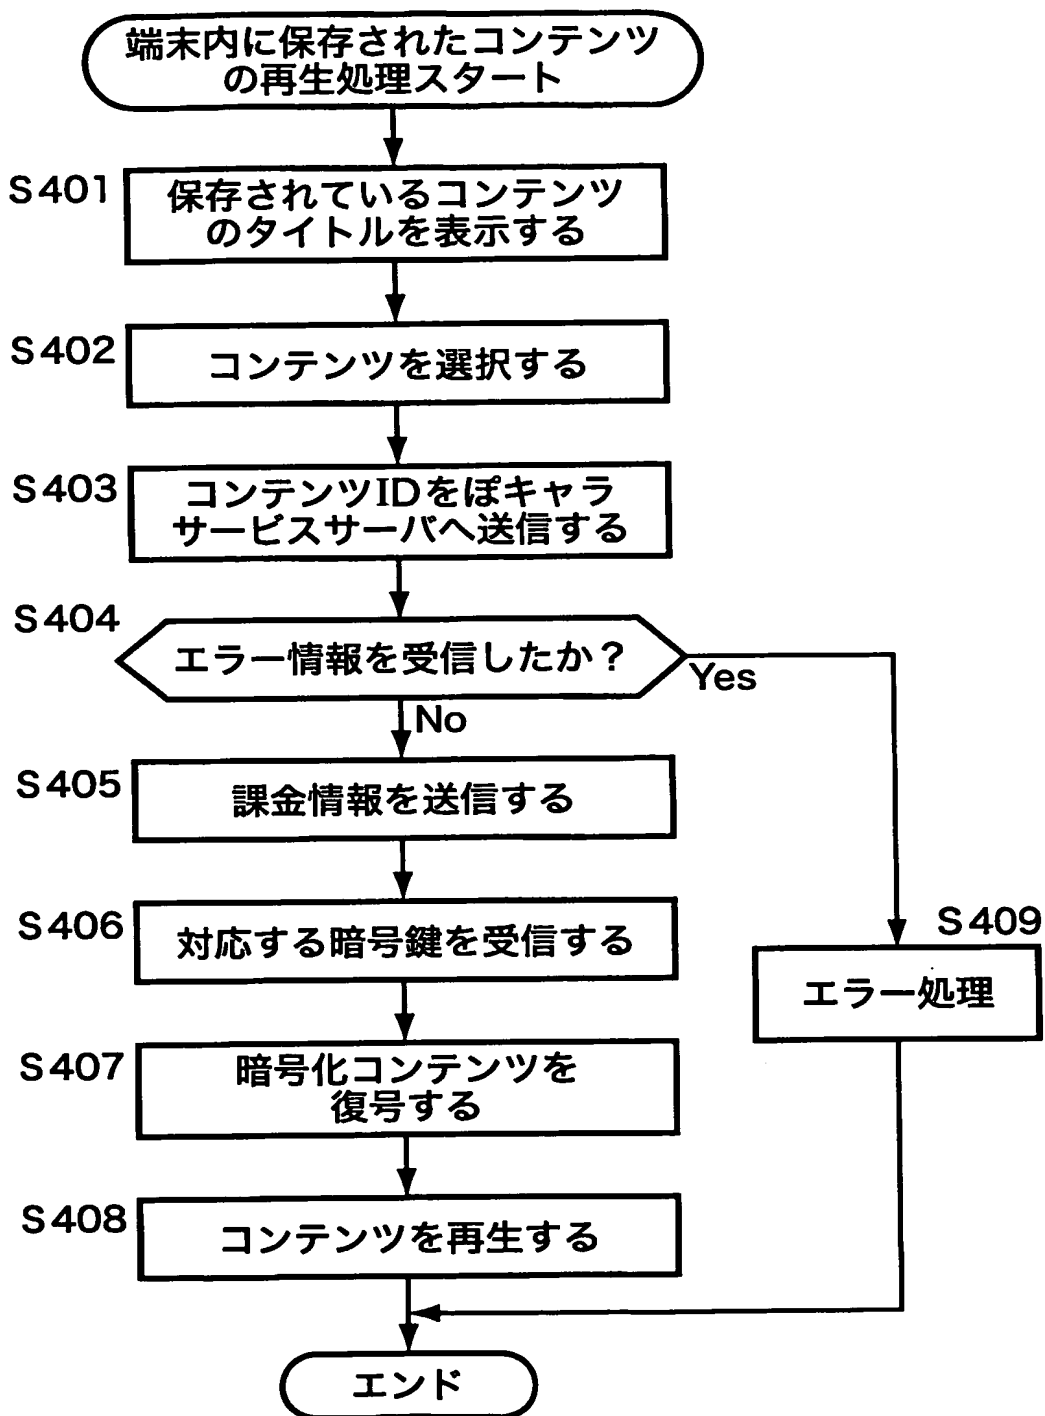 端末内に保存されたコンテンツ
の再生処理スタート
S401
保存されているコンテンツ
のタイトルを表示する
S402
コンテンツを選択する
S403
コンテンツIDをぽキャラ
サービスサーバへ送信する
S404
エラー情報を受信したか？
Yes
No
S405
課金情報を送信する
S406
対応する暗号鍵を受信する
S409
エラー処理
S407
暗号化コンテンツを
復号する
S408
コンテンツを再生する
エンド